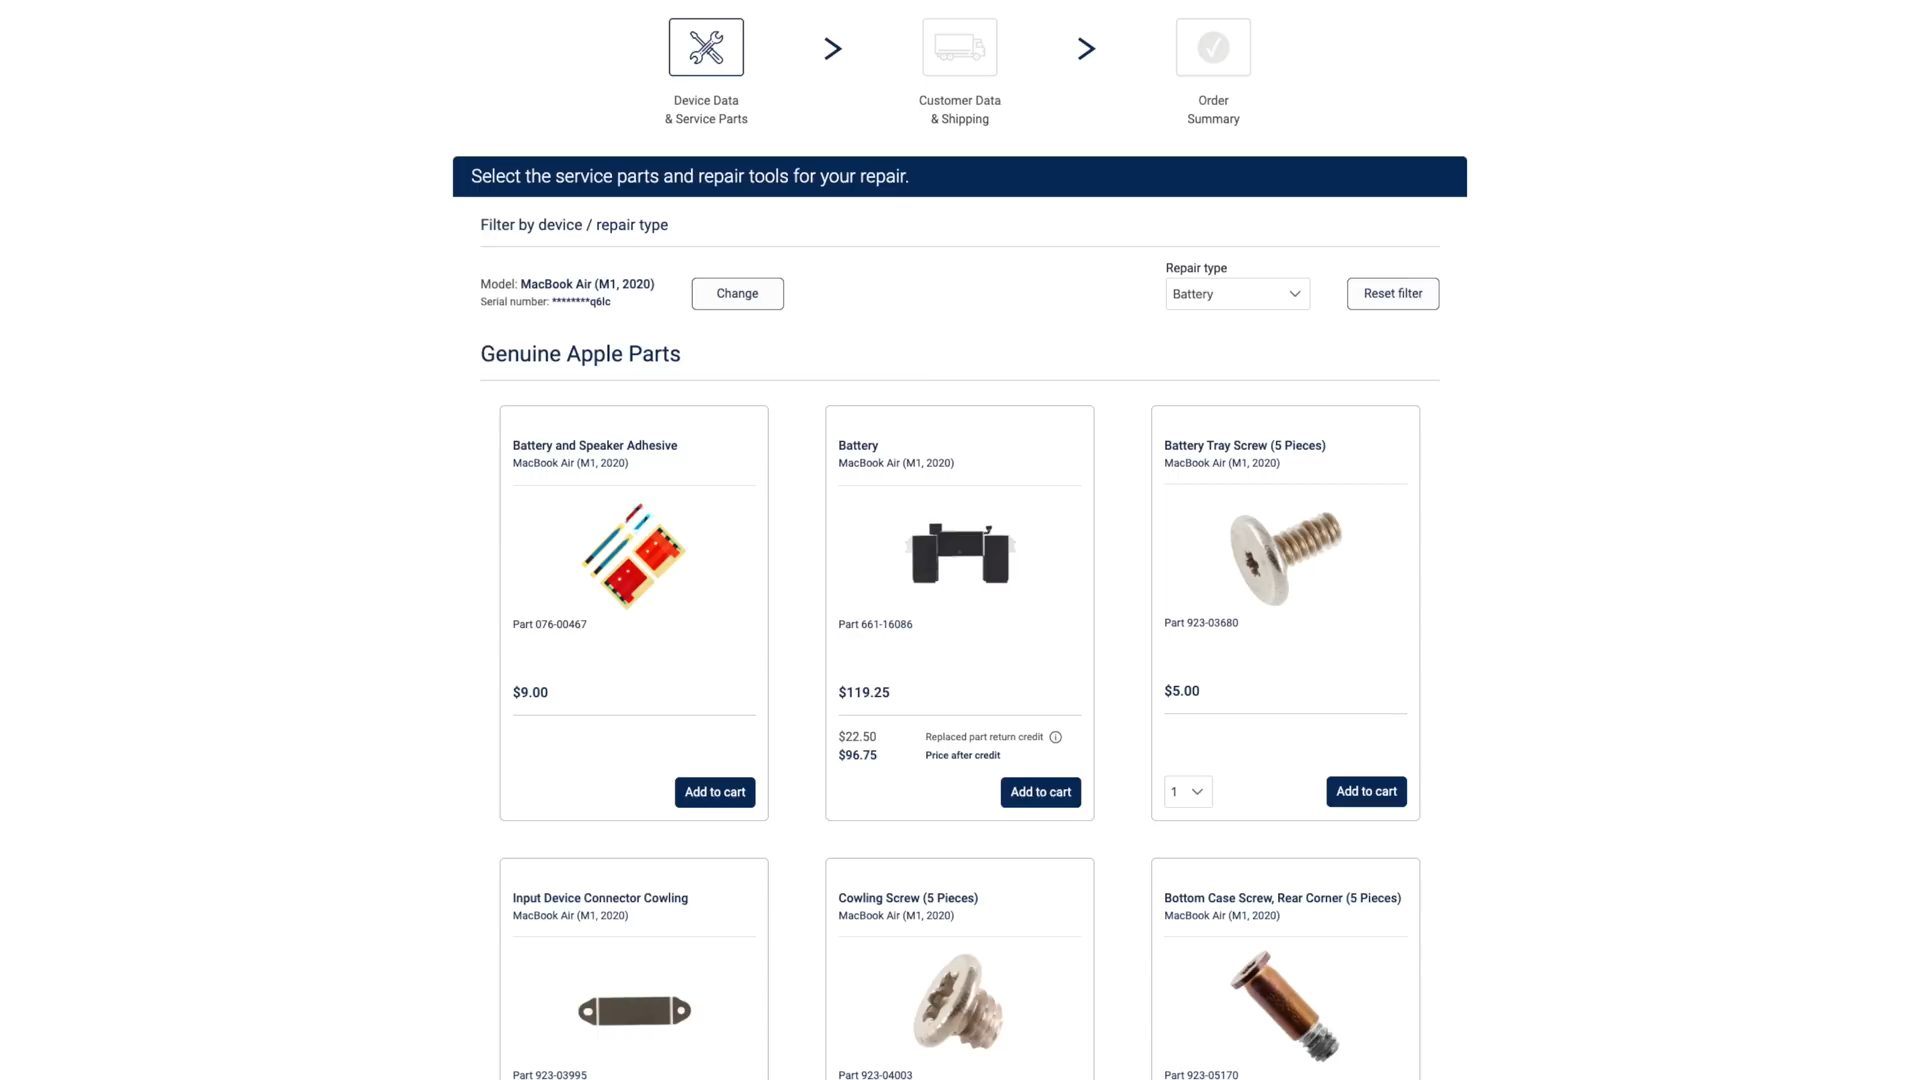 Device Data
& Service Parts
Customer Data
& Shipping
Order
Summary
Select the service parts and repair tools for your repair.
Filter by device / repair type
Model: MacBook Air (M1, 2020)
Serial number: ********q6lc
Change
Repair type
Battery
Reset filter
Genuine Apple Parts
Battery and Speaker Adhesive
MacBook Air (M1, 2020)
Part 076-00467
$9.00
Add to cart
Battery
MacBook Air (M1, 2020)
Part 661-16086
$119.25
$22.50 Replaced part return credit
$96.75 Price after credit
Add to cart
Battery Tray Screw (5 Pieces)
MacBook Air (M1, 2020)
Part 923-03680
$5.00
1
Add to cart
Input Device Connector Cowling
MacBook Air (M1, 2020)
Part 923-03995
Cowling Screw (5 Pieces)
MacBook Air (M1, 2020)
Part 923-04003
Bottom Case Screw, Rear Corner (5 Pieces)
MacBook Air (M1, 2020)
Part 923-05170